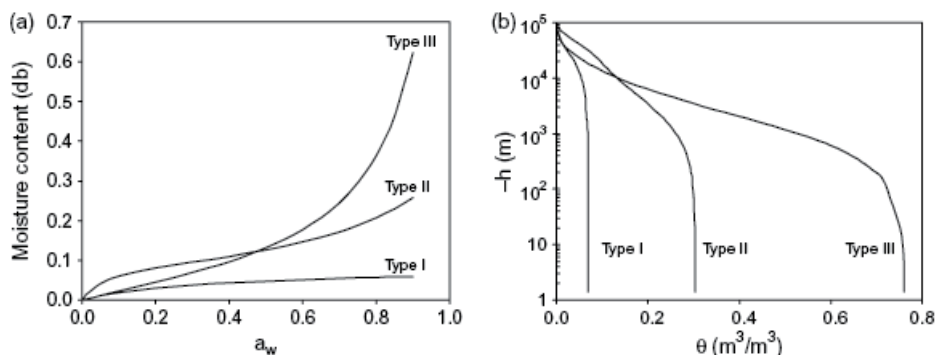 (a)
0.7
0.6
0.5
0.4
0.3
0.2
0.1
0.0
Moisture content (db)
Type III
Type II
Type I
0.0 0.2 0.4 0.6 0.8 1.0
a_w
(b)
10⁵
10⁴
10³
10²
10
1
–h (m)
Type I
Type II
Type III
0.0 0.2 0.4 0.6 0.8
θ (m³/m³)